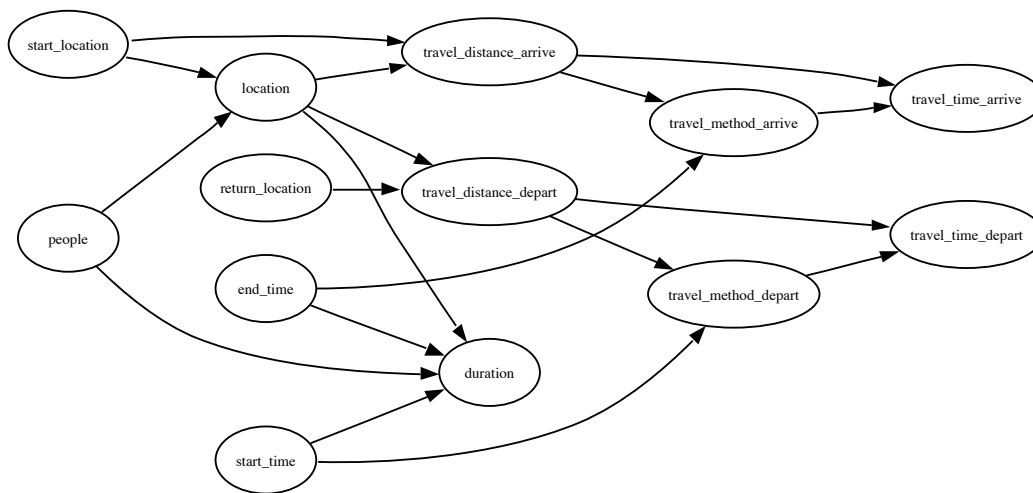 start_location
travel_distance_arrive
location
travel_time_arrive
travel_method_arrive
return_location
travel_distance_depart
people
travel_time_depart
end_time
travel_method_depart
duration
start_time